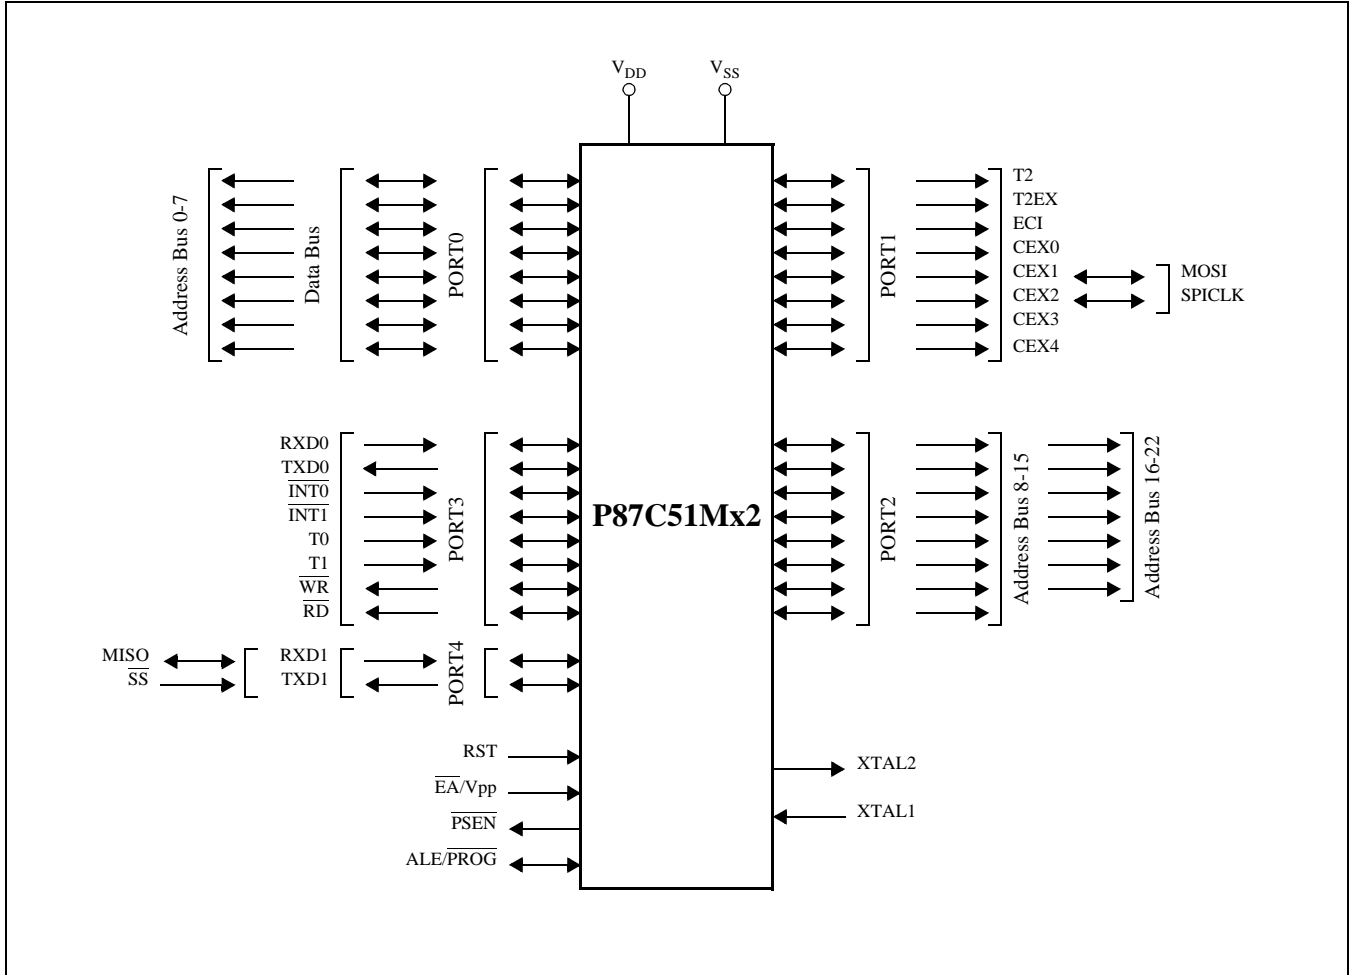 VDD
VSS
Address Bus 0-7
Data Bus
PORT0
PORT1
T2
T2EX
ECI
CEX0
CEX1
CEX2
CEX3
CEX4
MOSI
SPICLK
RXD0
TXD0
INT0
INT1
T0
T1
WR
RD
PORT3
P87C51Mx2
PORT2
Address Bus 8-15
Address Bus 16-22
MISO
SS
RXD1
TXD1
PORT4
RST
EA/Vpp
PSEN
ALE/PROG
XTAL2
XTAL1